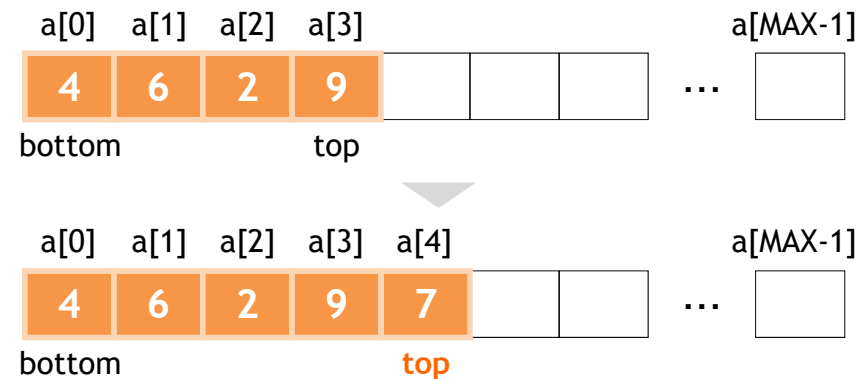 a[0] a[1] a[2] a[3] a[MAX-1]
4 6 2 9 ...
bottom top
a[0] a[1] a[2] a[3] a[4] a[MAX-1]
4 6 2 9 7 ...
bottom top